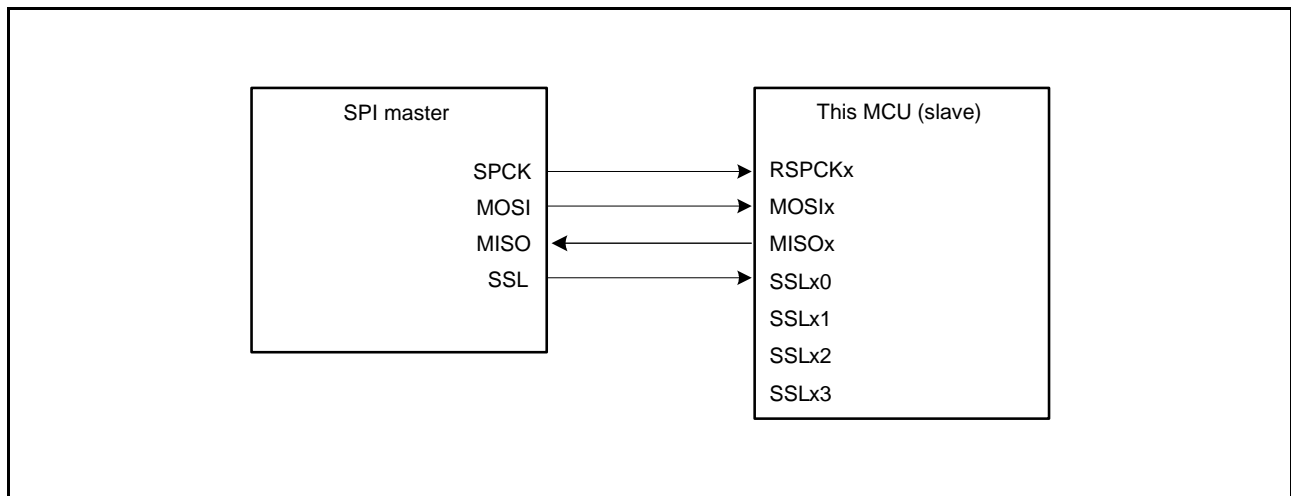 SPI master
SPCK
MOSI
MISO
SSL
This MCU (slave)
RSPCKx
MOSIx
MISOx
SSLx0
SSLx1
SSLx2
SSLx3